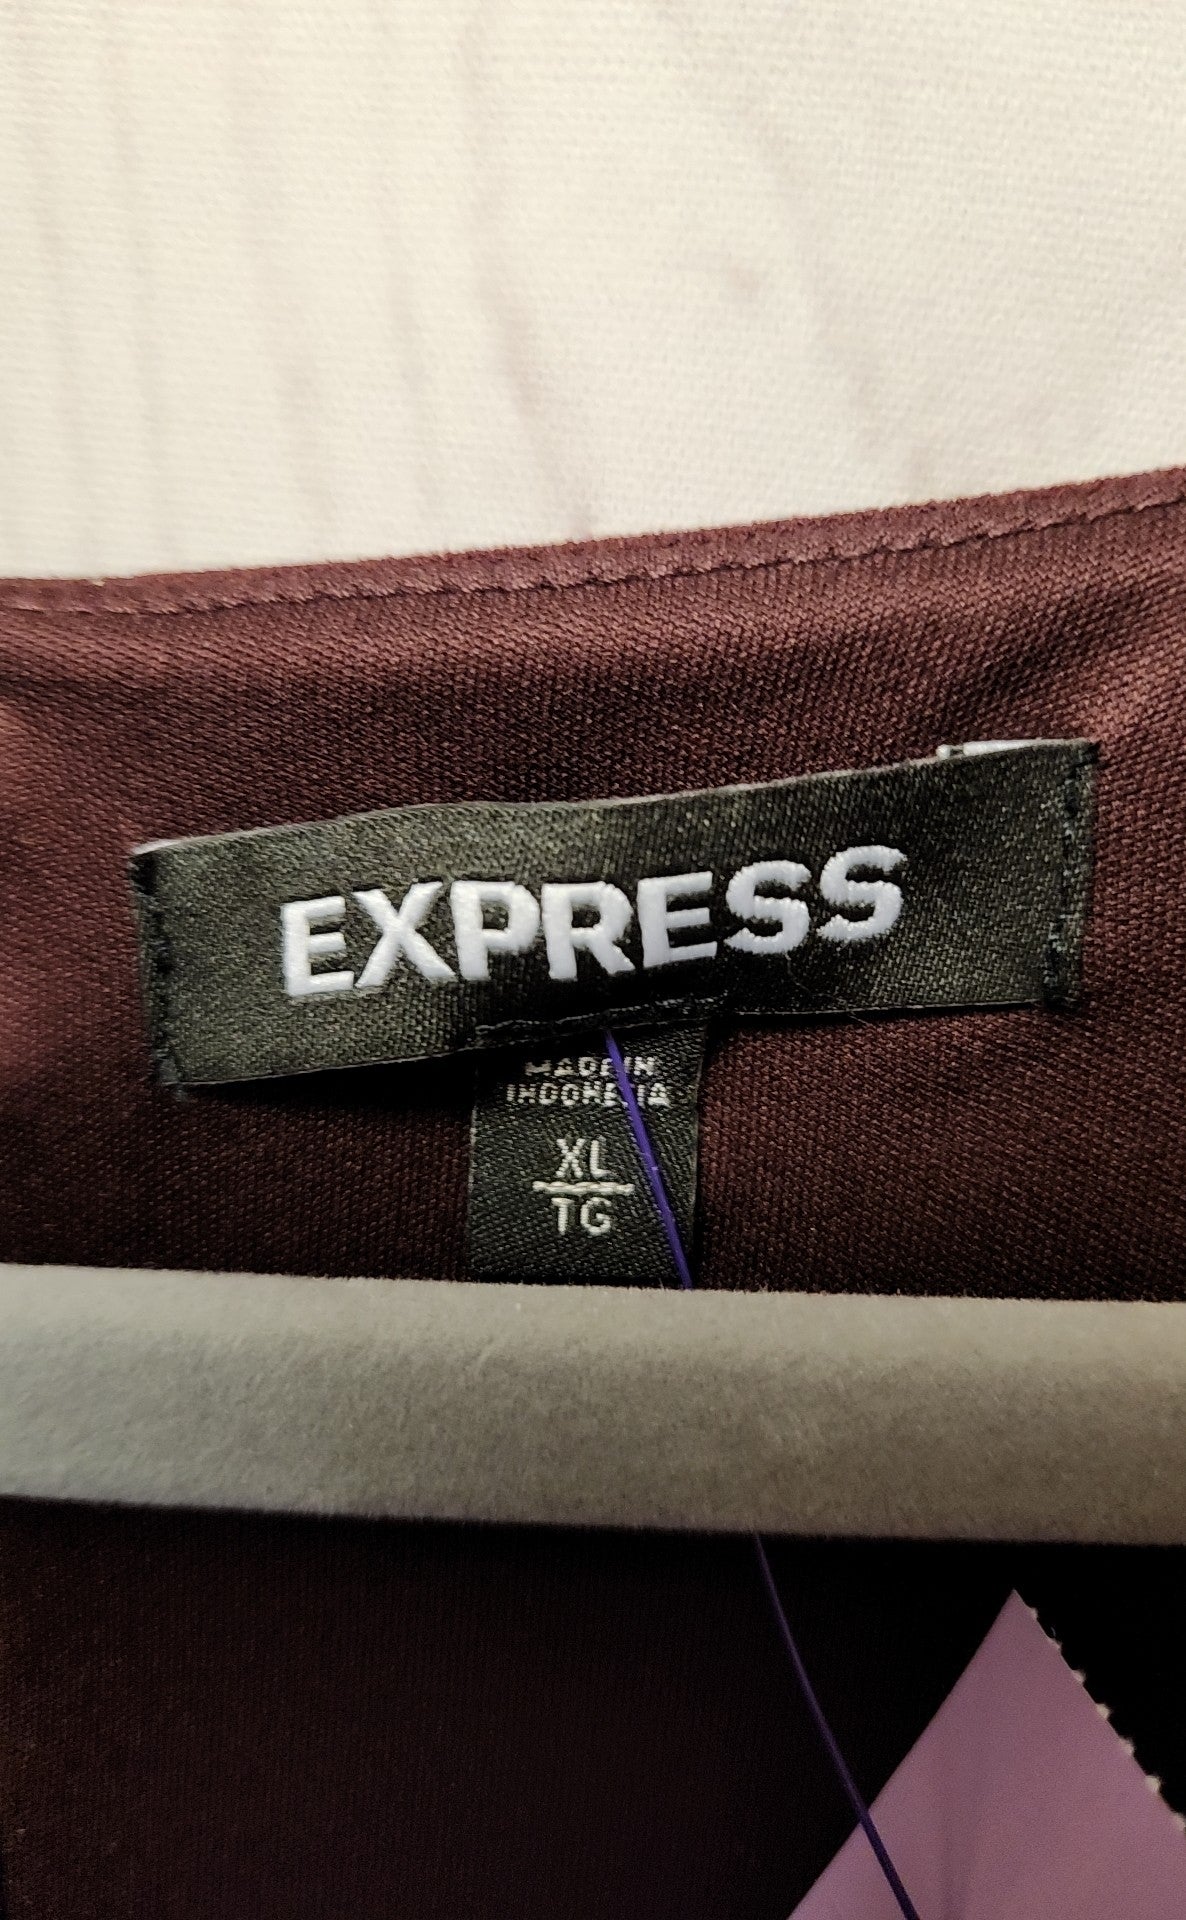 EXPRESS
MADE IN
INDONESIA
XL
TG